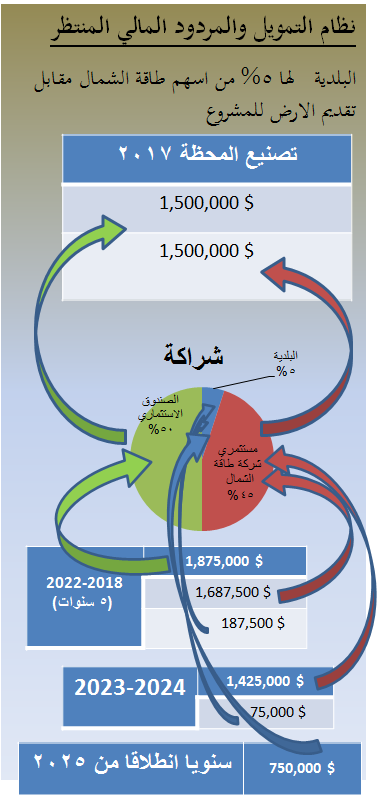 نظام التمويل والمردود المالي المنتظر
البلدية لها ٥% من اسهم طاقة الشمال مقابل
تقديم الارض للمشروع
تصنيع المحظة ٢٠١٧
1,500,000 $
1,500,000 $
شراكة
البلدية
٥%
الصندوق
الاستثماري
٥٠%
مستثمري
شركة طاقة
الشمال
٤٥%
1,875,000 $
2018-2022
(٥ سنوات)
1,687,500 $
187,500 $
2023-2024
1,425,000 $
75,000 $
سنويا انطلاقا من ٢٠٢٥
750,000 $